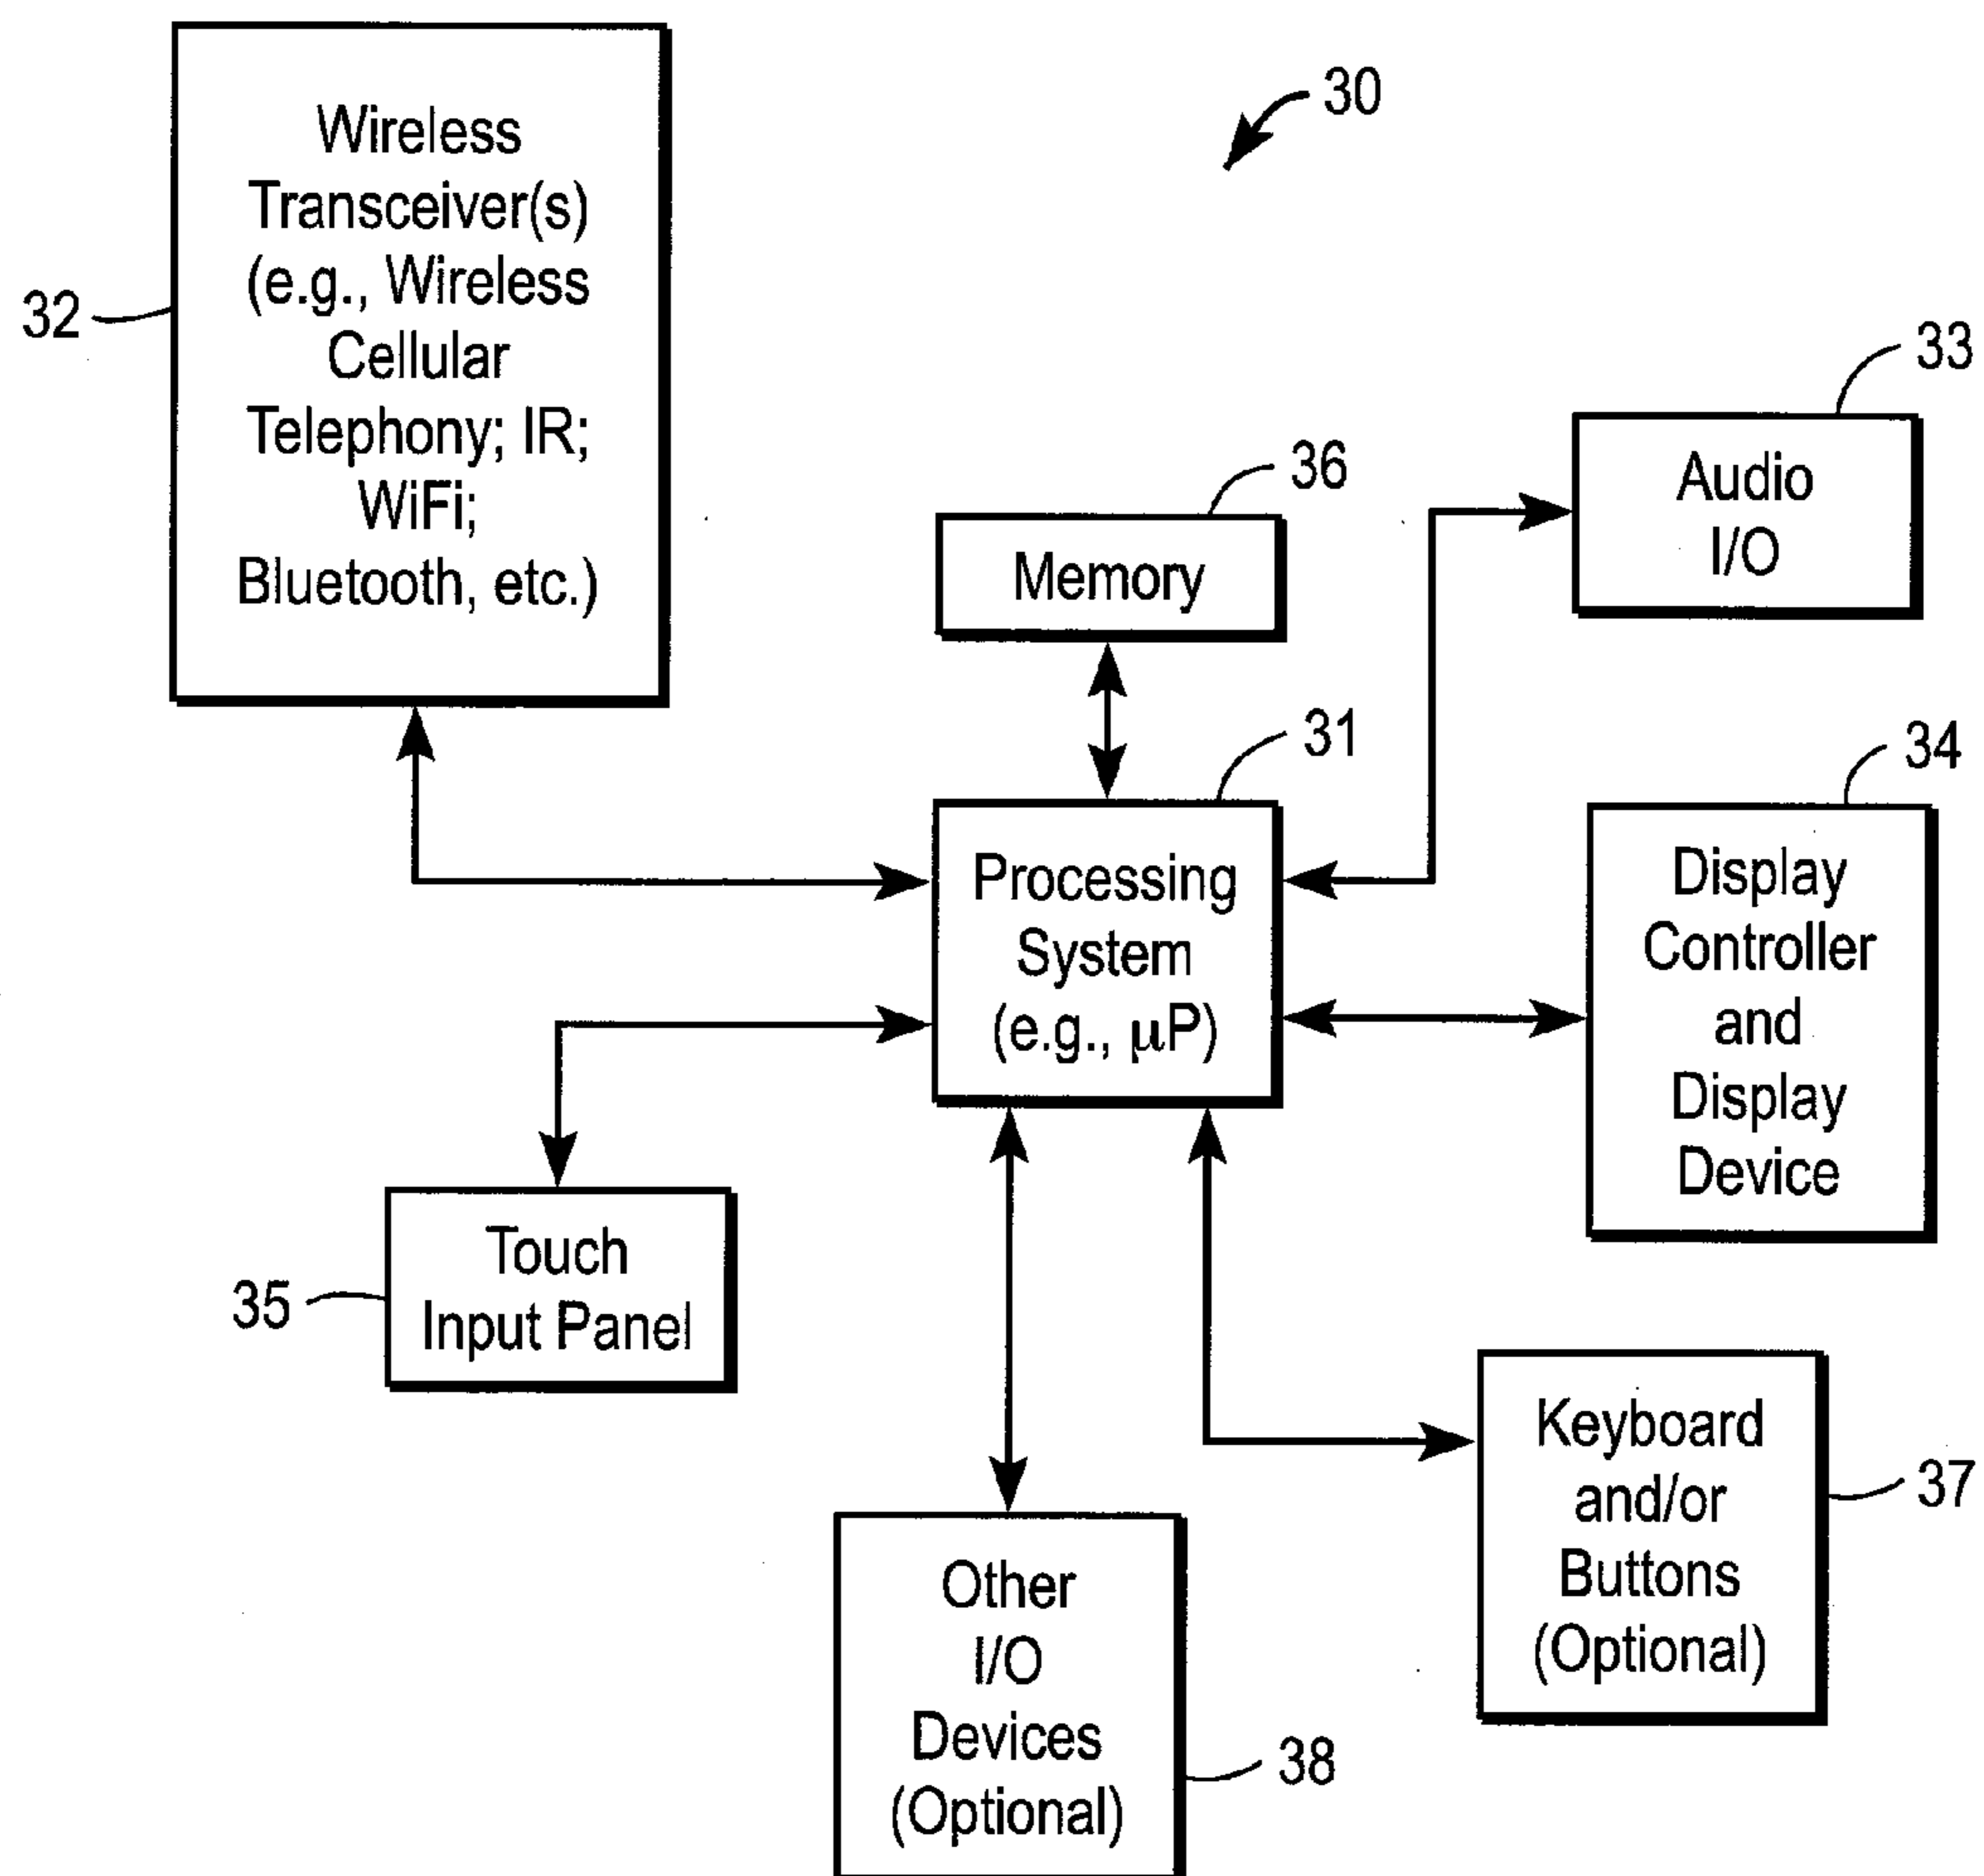 30
32
Wireless
Transceiver(s)
(e.g., Wireless
Cellular
Telephony; IR;
WiFi;
Bluetooth, etc.)
33
Audio
I/O
36
Memory
31
Processing
System
(e.g., μP)
34
Display
Controller
and
Display
Device
35
Touch
Input Panel
37
Keyboard
and/or
Buttons
(Optional)
38
Other
I/O
Devices
(Optional)